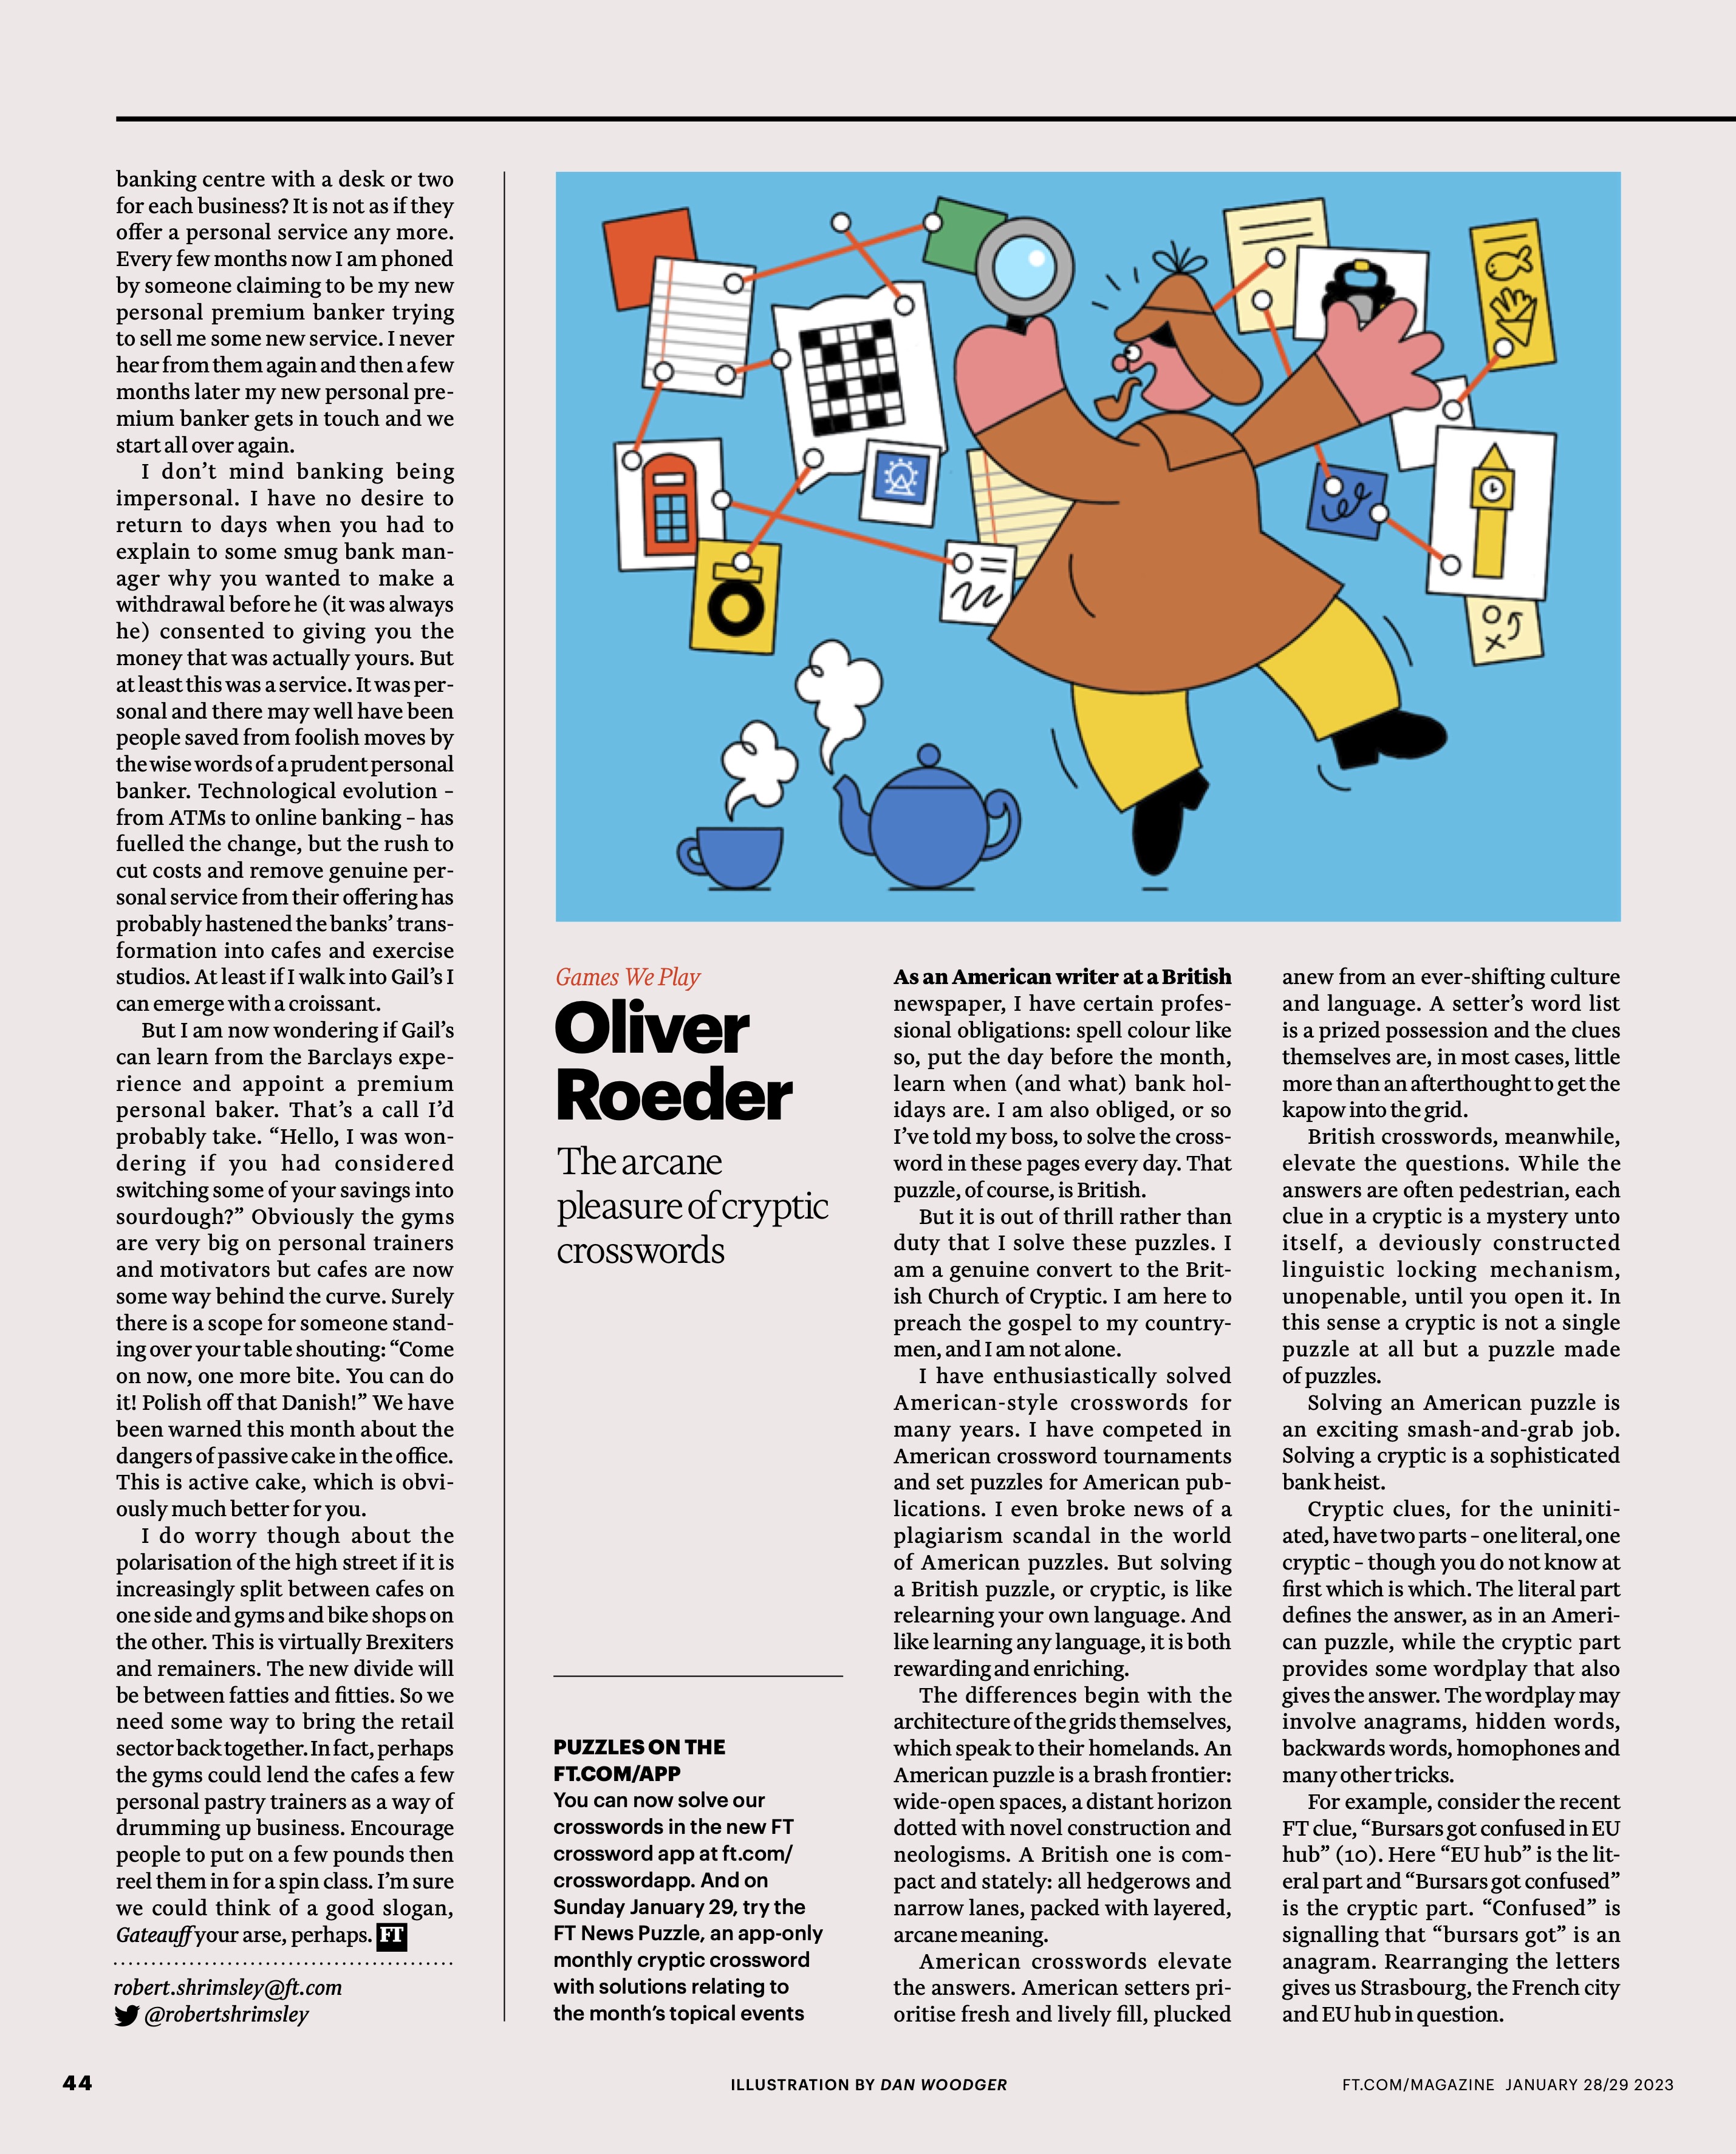 banking centre with a desk or two
for each business? It is not as if they
offer a personal service any more.
Every few months now I am phoned
by someone claiming to be my new
personal premium banker trying
to sell me some new service. I never
hear from them again and then a few
months later my new personal pre-
mium banker gets in touch and we
start all over again.
I don’t mind banking being
impersonal. I have no desire to
return to days when you had to
explain to some smug bank man-
ager why you wanted to make a
withdrawal before he (it was always
he) consented to giving you the
money that was actually yours. But
at least this was a service. It was per-
sonal and there may well have been
people saved from foolish moves by
the wise words of a prudent personal
banker. Technological evolution –
from ATMs to online banking – has
fuelled the change, but the rush to
cut costs and remove genuine per-
sonal service from their offering has
probably hastened the banks’ trans-
formation into cafes and exercise
studios. At least if I walk into Gail’s I
can emerge with a croissant.
But I am now wondering if Gail’s
can learn from the Barclays expe-
rience and appoint a premium
personal baker. That’s a call I’d
probably take. “Hello, I was won-
dering if you had considered
switching some of your savings into
sourdough?” Obviously the gyms
are very big on personal trainers
and motivators but cafes are now
some way behind the curve. Surely
there is a scope for someone stand-
ing over your table shouting: “Come
on now, one more bite. You can do
it! Polish off that Danish!” We have
been warned this month about the
dangers of passive cake in the office.
This is active cake, which is obvi-
ously much better for you.
I do worry though about the
polarisation of the high street if it is
increasingly split between cafes on
one side and gyms and bike shops on
the other. This is virtually Brexiters
and remainers. The new divide will
be between fatties and fitties. So we
need some way to bring the retail
sector back together. In fact, perhaps
the gyms could lend the cafes a few
personal pastry trainers as a way of
drumming up business. Encourage
people to put on a few pounds then
reel them in for a spin class. I’m sure
we could think of a good slogan,
Gateauff your arse, perhaps. FT
robert.shrimsley@ft.com
@robertshrimsley
Games We Play
Oliver
Roeder
The arcane
pleasure of cryptic
crosswords
PUZZLES ON THE
FT.COM/APP
You can now solve our
crosswords in the new FT
crossword app at ft.com/
crosswordapp. And on
Sunday January 29, try the
FT News Puzzle, an app-only
monthly cryptic crossword
with solutions relating to
the month’s topical events
As an American writer at a British
newspaper, I have certain profes-
sional obligations: spell colour like
so, put the day before the month,
learn when (and what) bank hol-
idays are. I am also obliged, or so
I’ve told my boss, to solve the cross-
word in these pages every day. That
puzzle, of course, is British.
But it is out of thrill rather than
duty that I solve these puzzles. I
am a genuine convert to the Brit-
ish Church of Cryptic. I am here to
preach the gospel to my country-
men, and I am not alone.
I have enthusiastically solved
American-style crosswords for
many years. I have competed in
American crossword tournaments
and set puzzles for American pub-
lications. I even broke news of a
plagiarism scandal in the world
of American puzzles. But solving
a British puzzle, or cryptic, is like
relearning your own language. And
like learning any language, it is both
rewarding and enriching.
The differences begin with the
architecture of the grids themselves,
which speak to their homelands. An
American puzzle is a brash frontier:
wide-open spaces, a distant horizon
dotted with novel construction and
neologisms. A British one is com-
pact and stately: all hedgerows and
narrow lanes, packed with layered,
arcane meaning.
American crosswords elevate
the answers. American setters pri-
oritise fresh and lively fill, plucked
anew from an ever-shifting culture
and language. A setter’s word list
is a prized possession and the clues
themselves are, in most cases, little
more than an afterthought to get the
kapow into the grid.
British crosswords, meanwhile,
elevate the questions. While the
answers are often pedestrian, each
clue in a cryptic is a mystery unto
itself, a deviously constructed
linguistic locking mechanism,
unopenable, until you open it. In
this sense a cryptic is not a single
puzzle at all but a puzzle made
of puzzles.
Solving an American puzzle is
an exciting smash-and-grab job.
Solving a cryptic is a sophisticated
bank heist.
Cryptic clues, for the uniniti-
ated, have two parts – one literal, one
cryptic – though you do not know at
first which is which. The literal part
defines the answer, as in an Ameri-
can puzzle, while the cryptic part
provides some wordplay that also
gives the answer. The wordplay may
involve anagrams, hidden words,
backwards words, homophones and
many other tricks.
For example, consider the recent
FT clue, “Bursars got confused in EU
hub” (10). Here “EU hub” is the lit-
eral part and “Bursars got confused”
is the cryptic part. “Confused” is
signalling that “bursars got” is an
anagram. Rearranging the letters
gives us Strasbourg, the French city
and EU hub in question.
44
ILLUSTRATION BY DAN WOODGER
FT.COM/MAGAZINE JANUARY 28/29 2023